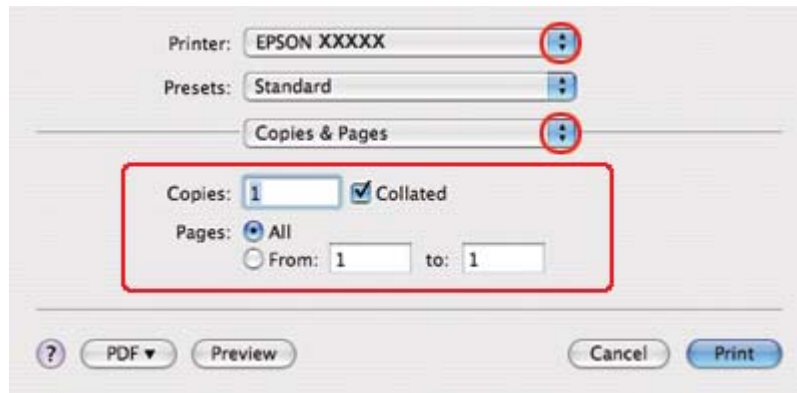 Printer: EPSON XXXXX
Presets: Standard
Copies & Pages
Copies: 1 Collated
Pages: All
From: 1 to: 1
? PDF ▼ Preview Cancel Print